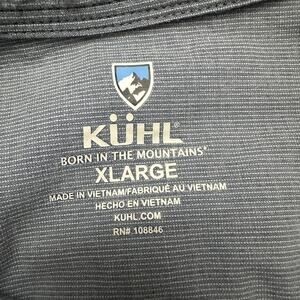 KÜHL
BORN IN THE MOUNTAINS®
XLARGE
MADE IN VIETNAM/FABRIQUÉ AU VIETNAM
HECHO EN VIETNAM
KUHL.COM
RN# 108846